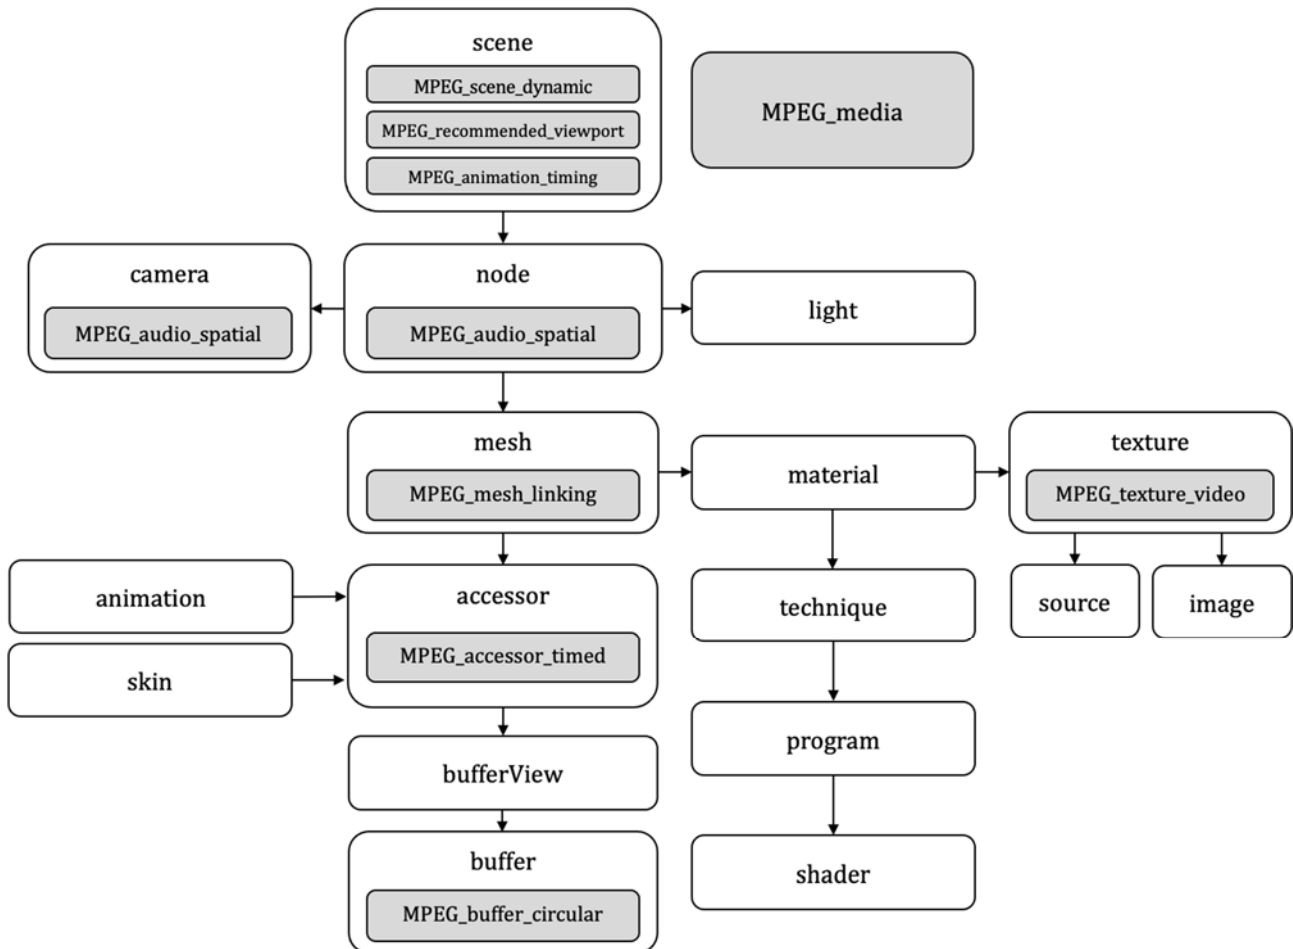 scene
MPEG_scene_dynamic
MPEG_recommended_viewport
MPEG_animation_timing
MPEG_media
camera
MPEG_audio_spatial
node
MPEG_audio_spatial
light
mesh
MPEG_mesh_linking
material
texture
MPEG_texture_video
animation
skin
accessor
MPEG_accessor_timed
technique
source
image
bufferView
program
buffer
MPEG_buffer_circular
shader